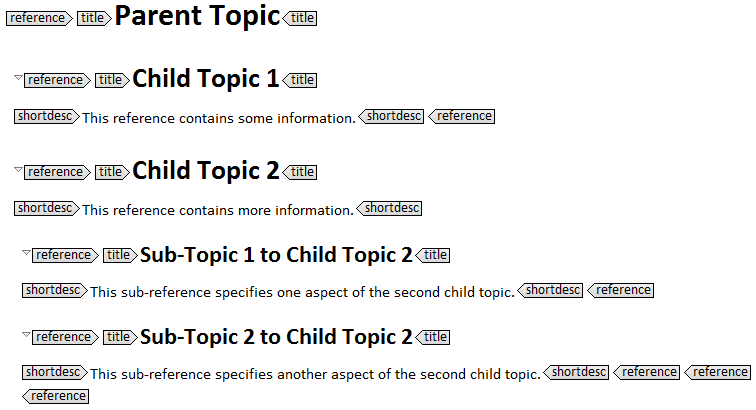 reference title Parent Topic title
reference title Child Topic 1 title
shortdesc This reference contains some information. shortdesc reference
reference title Child Topic 2 title
shortdesc This reference contains more information. shortdesc
reference title Sub-Topic 1 to Child Topic 2 title
shortdesc This sub-reference specifies one aspect of the second child topic. shortdesc reference
reference title Sub-Topic 2 to Child Topic 2 title
shortdesc This sub-reference specifies another aspect of the second child topic. shortdesc reference reference
reference